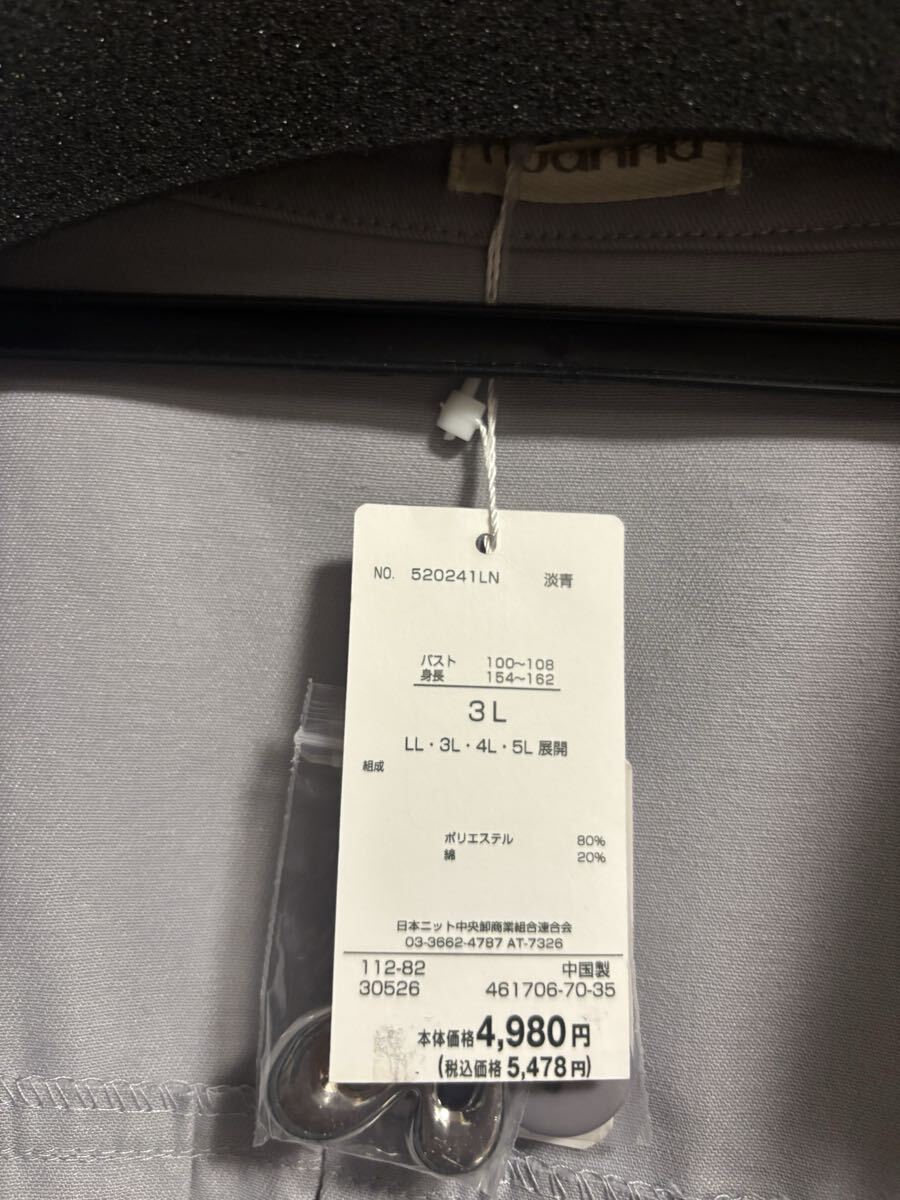 NO. 520241LN 淡青
バスト 100〜108
身長 154〜162
3L
LL・3L・4L・5L 展開
組成
ポリエステル 80%
綿 20%
日本ニット中央卸商業組合連合会
03-3662-4787 AT-7326
112-82 中国製
30526 461706-70-35
本体価格4,980円
(税込価格 5,478円)